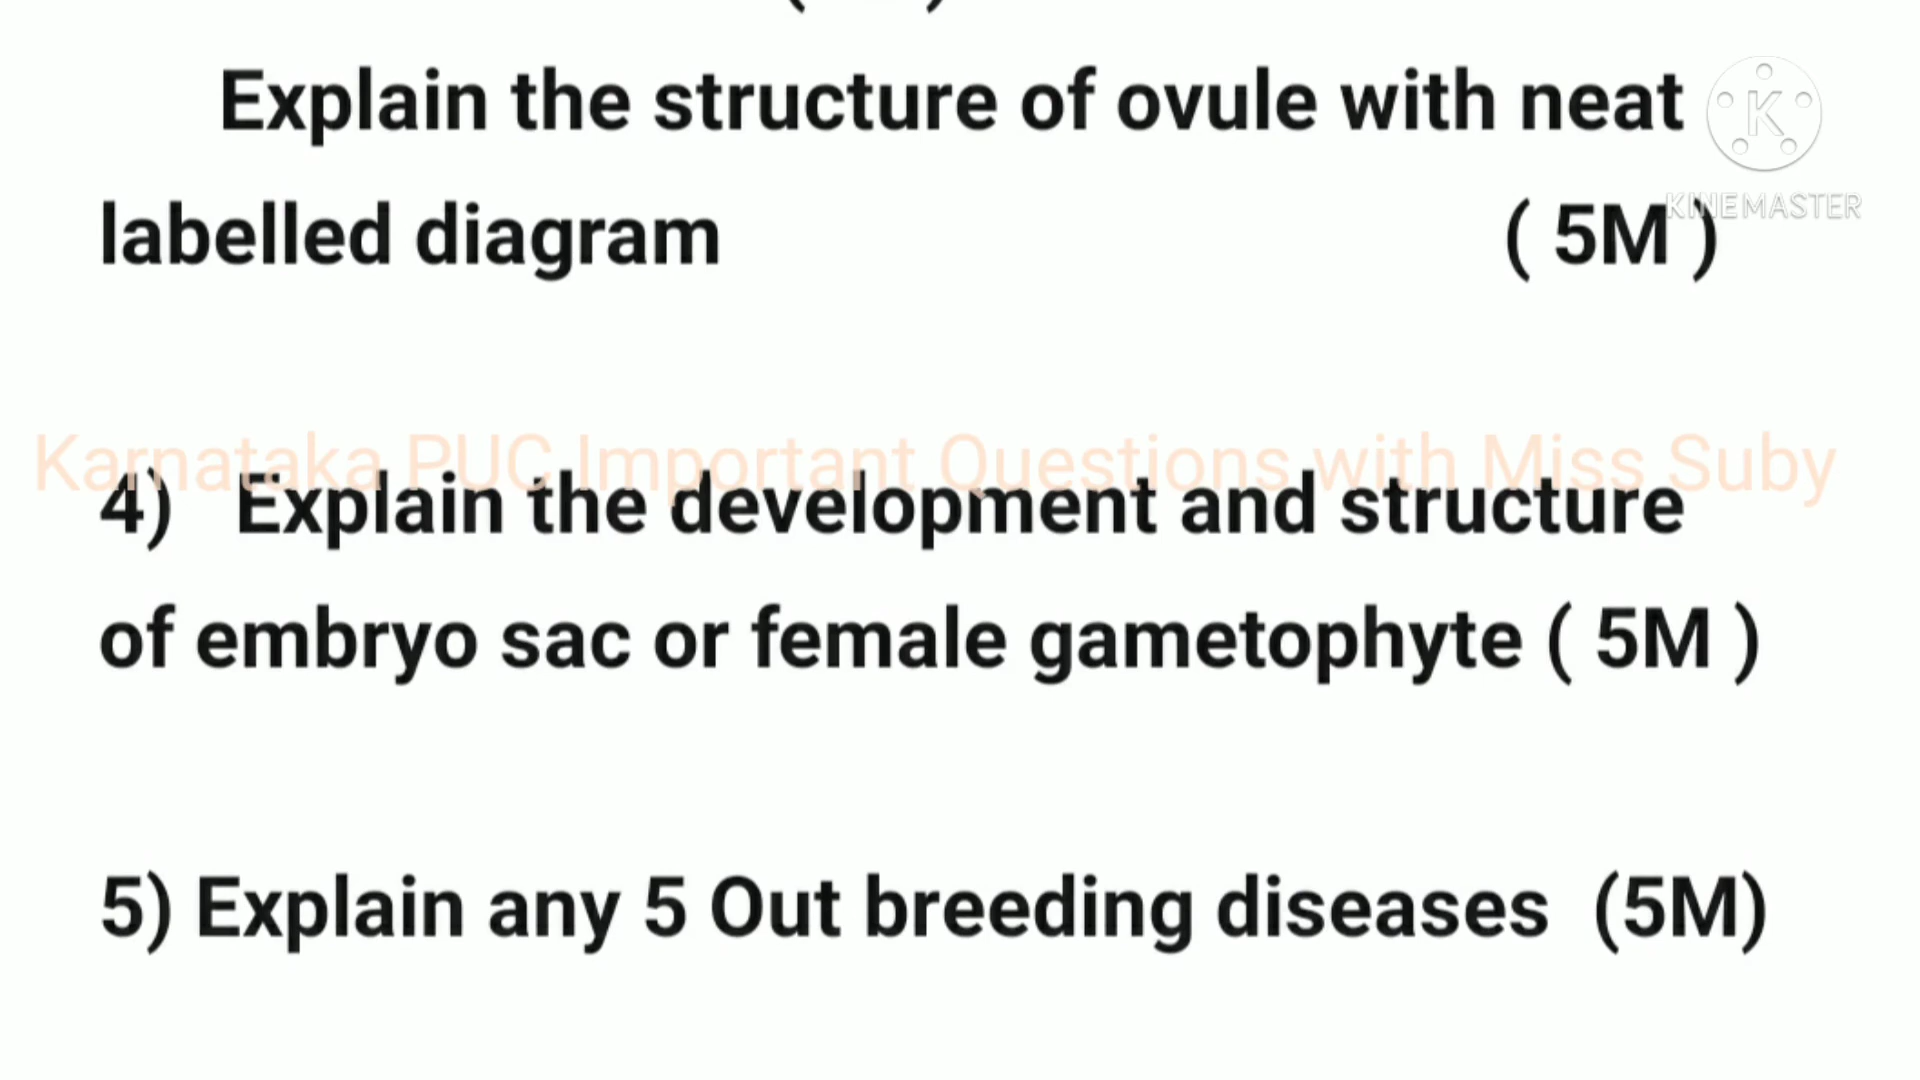 Explain the structure of ovule with neat
K
KINEMASTER
labelled diagram ( 5M )
Karnataka PUC Important Questions with Miss Suby
4) Explain the development and structure
of embryo sac or female gametophyte ( 5M )
5) Explain any 5 Out breeding diseases (5M)